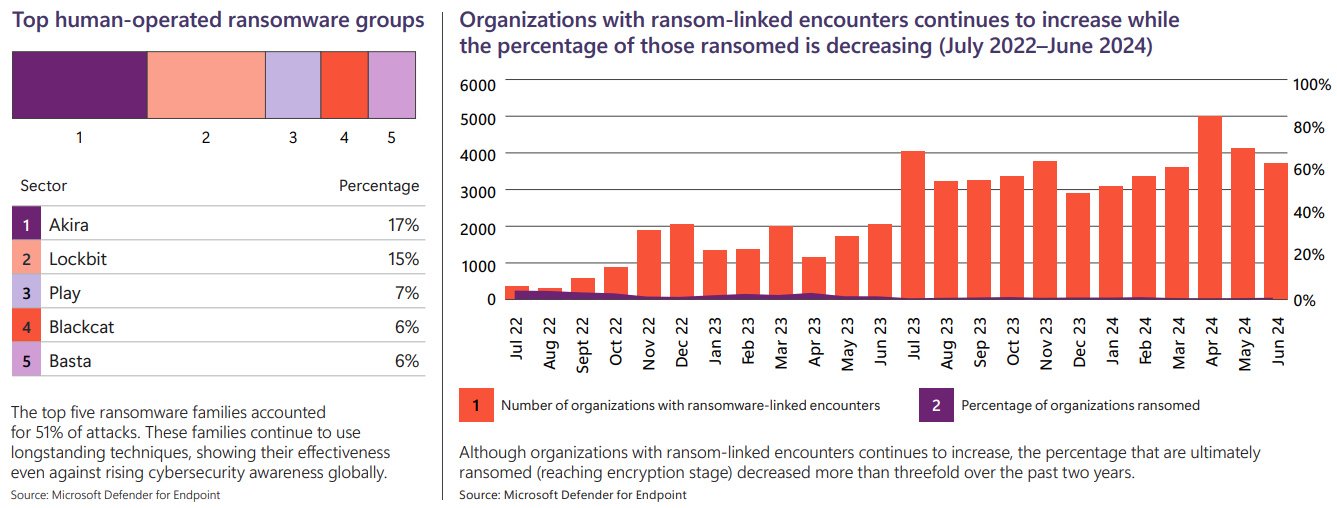 Top human-operated ransomware groups
1 2 3 4 5
Sector Percentage
1 Akira 17%
2 Lockbit 15%
3 Play 7%
4 Blackcat 6%
5 Basta 6%
The top five ransomware families accounted
for 51% of attacks. These families continue to use
longstanding techniques, showing their effectiveness
even against rising cybersecurity awareness globally.
Source: Microsoft Defender for Endpoint
Organizations with ransom-linked encounters continues to increase while
the percentage of those ransomed is decreasing (July 2022–June 2024)
6000
5000
4000
3000
2000
1000
0
100%
80%
60%
40%
20%
0%
Jul 22
Aug 22
Sept 22
Oct 22
Nov 22
Dec 22
Jan 23
Feb 23
Mar 23
Apr 23
May 23
Jun 23
Jul 23
Aug 23
Sep 23
Oct 23
Nov 23
Dec 23
Jan 24
Feb 24
Mar 24
Apr 24
May 24
Jun 24
1 Number of organizations with ransomware-linked encounters
2 Percentage of organizations ransomed
Although organizations with ransom-linked encounters continues to increase, the percentage that are ultimately
ransomed (reaching encryption stage) decreased more than threefold over the past two years.
Source: Microsoft Defender for Endpoint